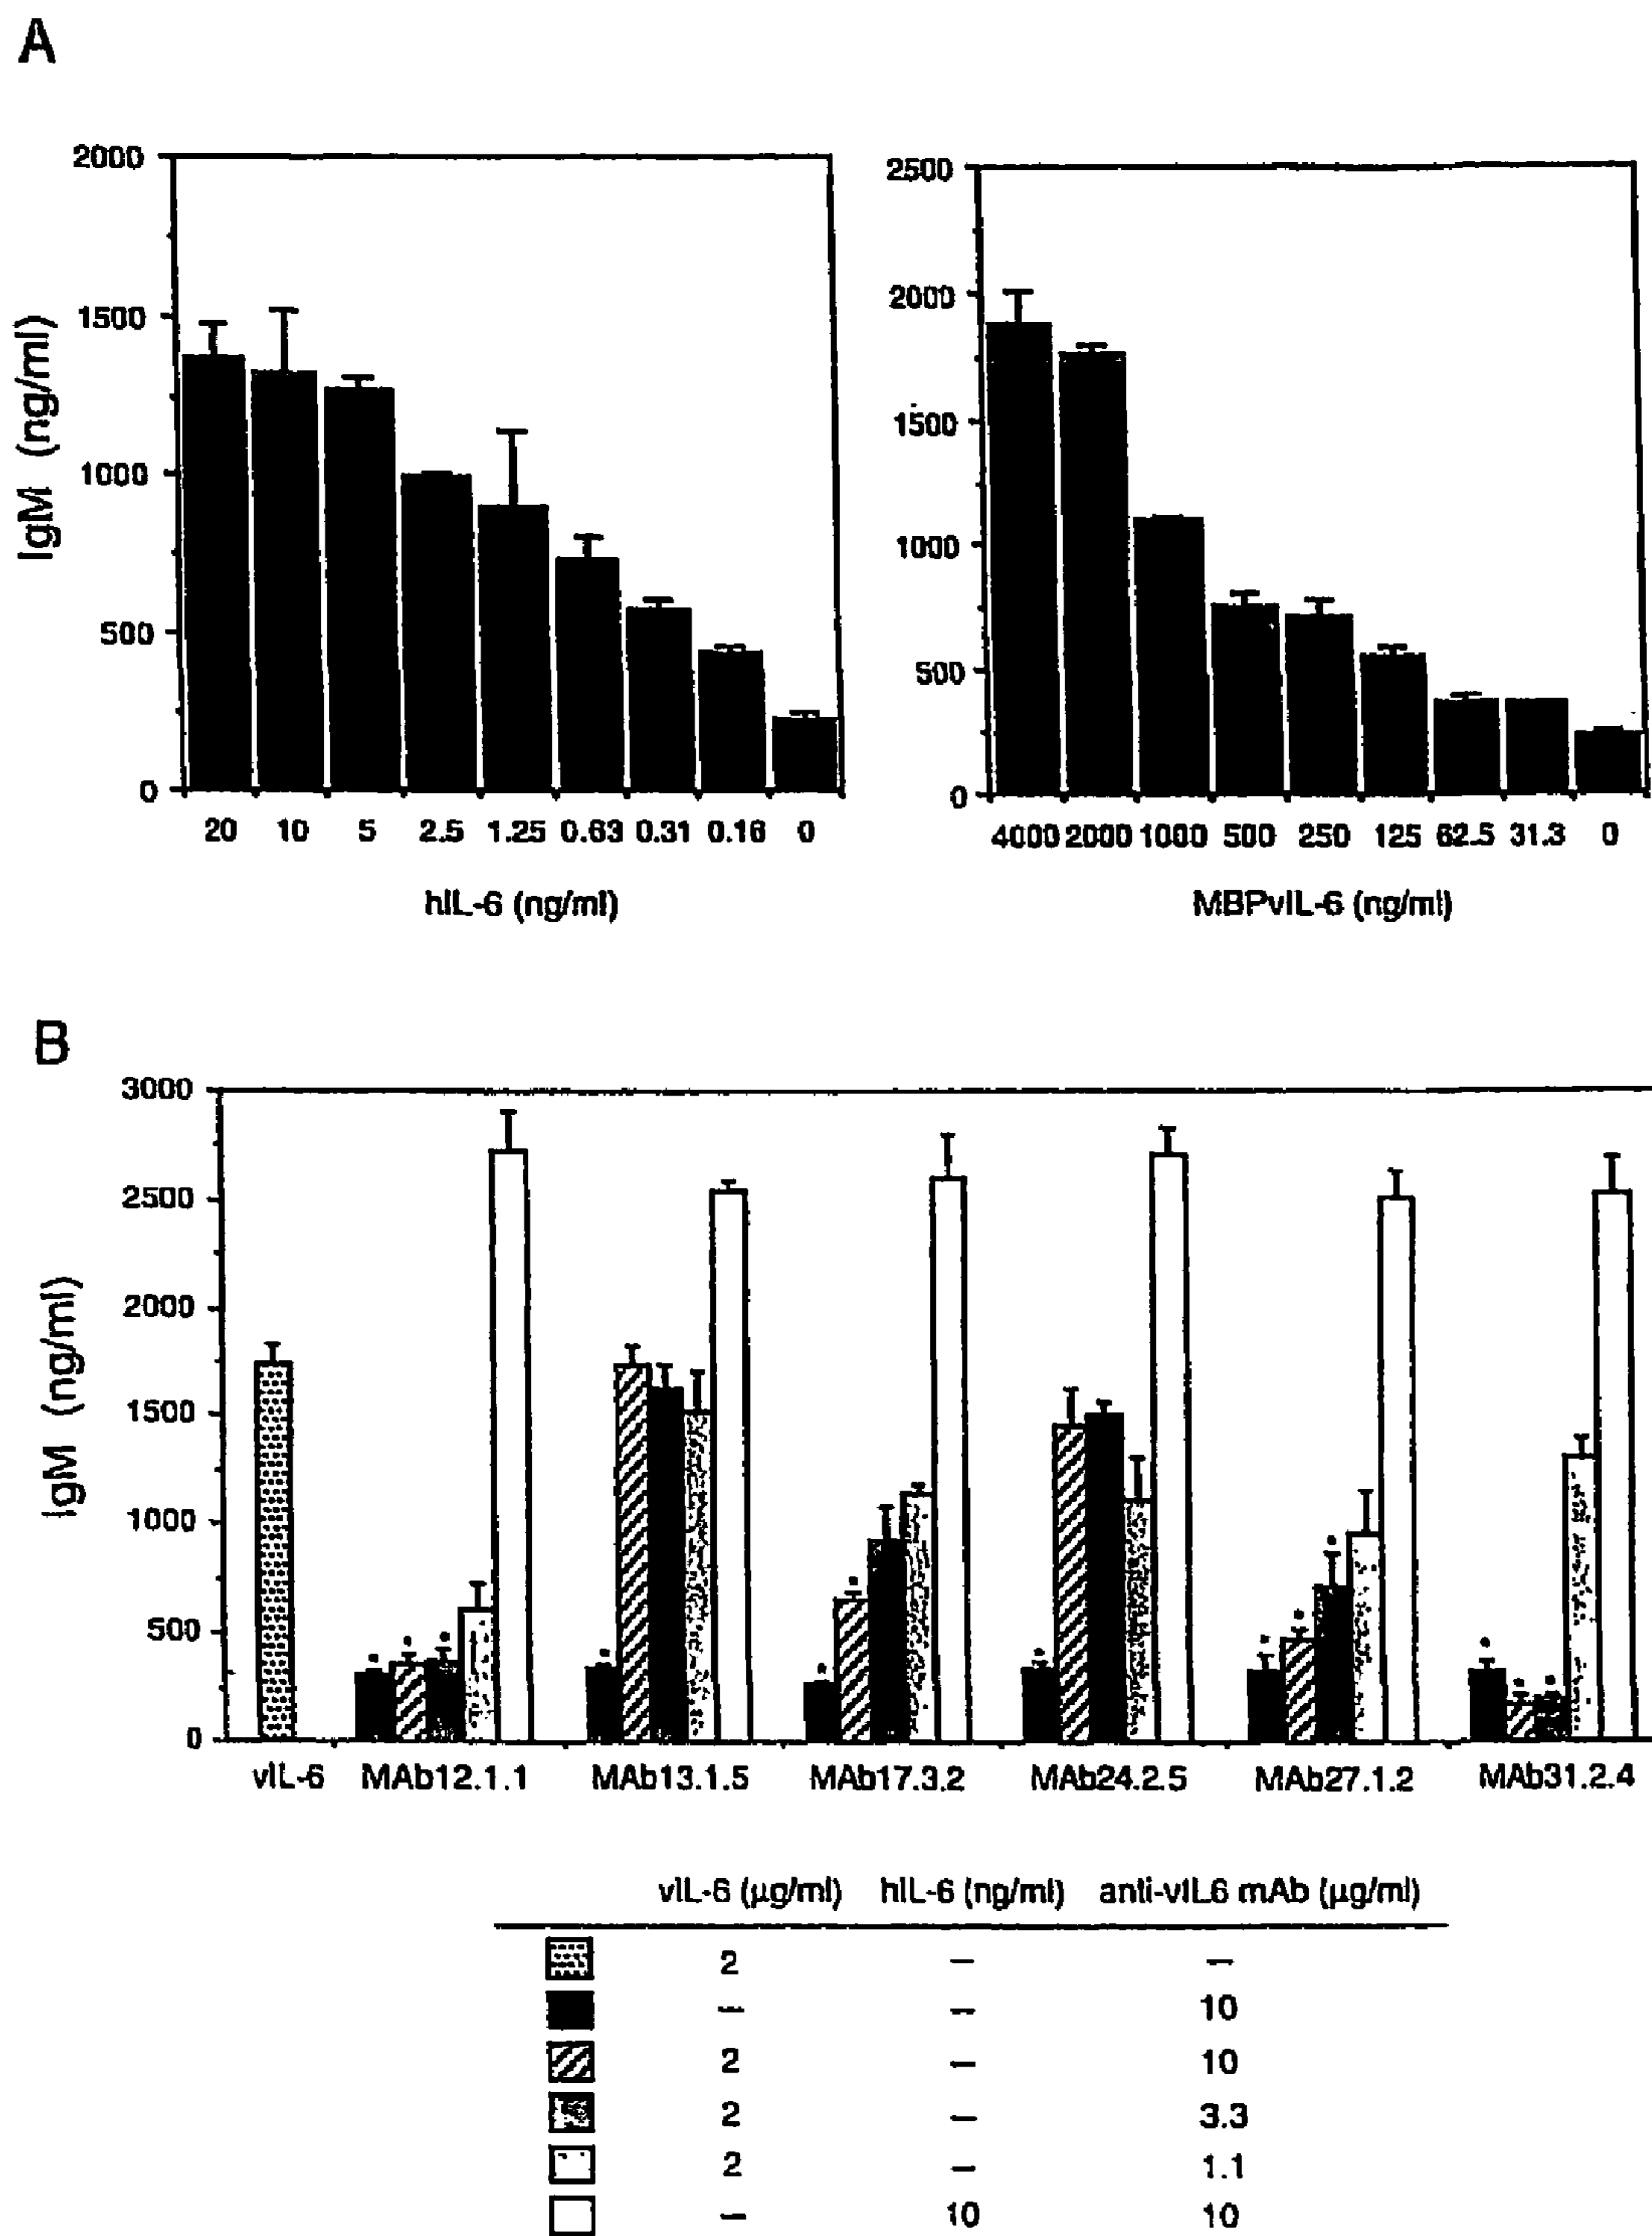 A
2000
1500
1000
500
0
IgM (ng/ml)
20 10 5 2.5 1.25 0.63 0.31 0.16 0
hIL-6 (ng/ml)
2500
2000
1500
1000
500
0
4000 2000 1000 500 250 125 62.5 31.3 0
MBPvIL-6 (ng/ml)
B
3000
2500
2000
1500
1000
500
0
IgM (ng/ml)
vIL-6 MAb12.1.1 MAb13.1.5 MAb17.3.2 MAb24.2.5 MAb27.1.2 MAb31.2.4
vIL-6 (µg/ml) hIL-6 (ng/ml) anti-vIL6 mAb (µg/ml)
2 – –
– – 10
2 – 10
2 – 3.3
2 – 1.1
– 10 10